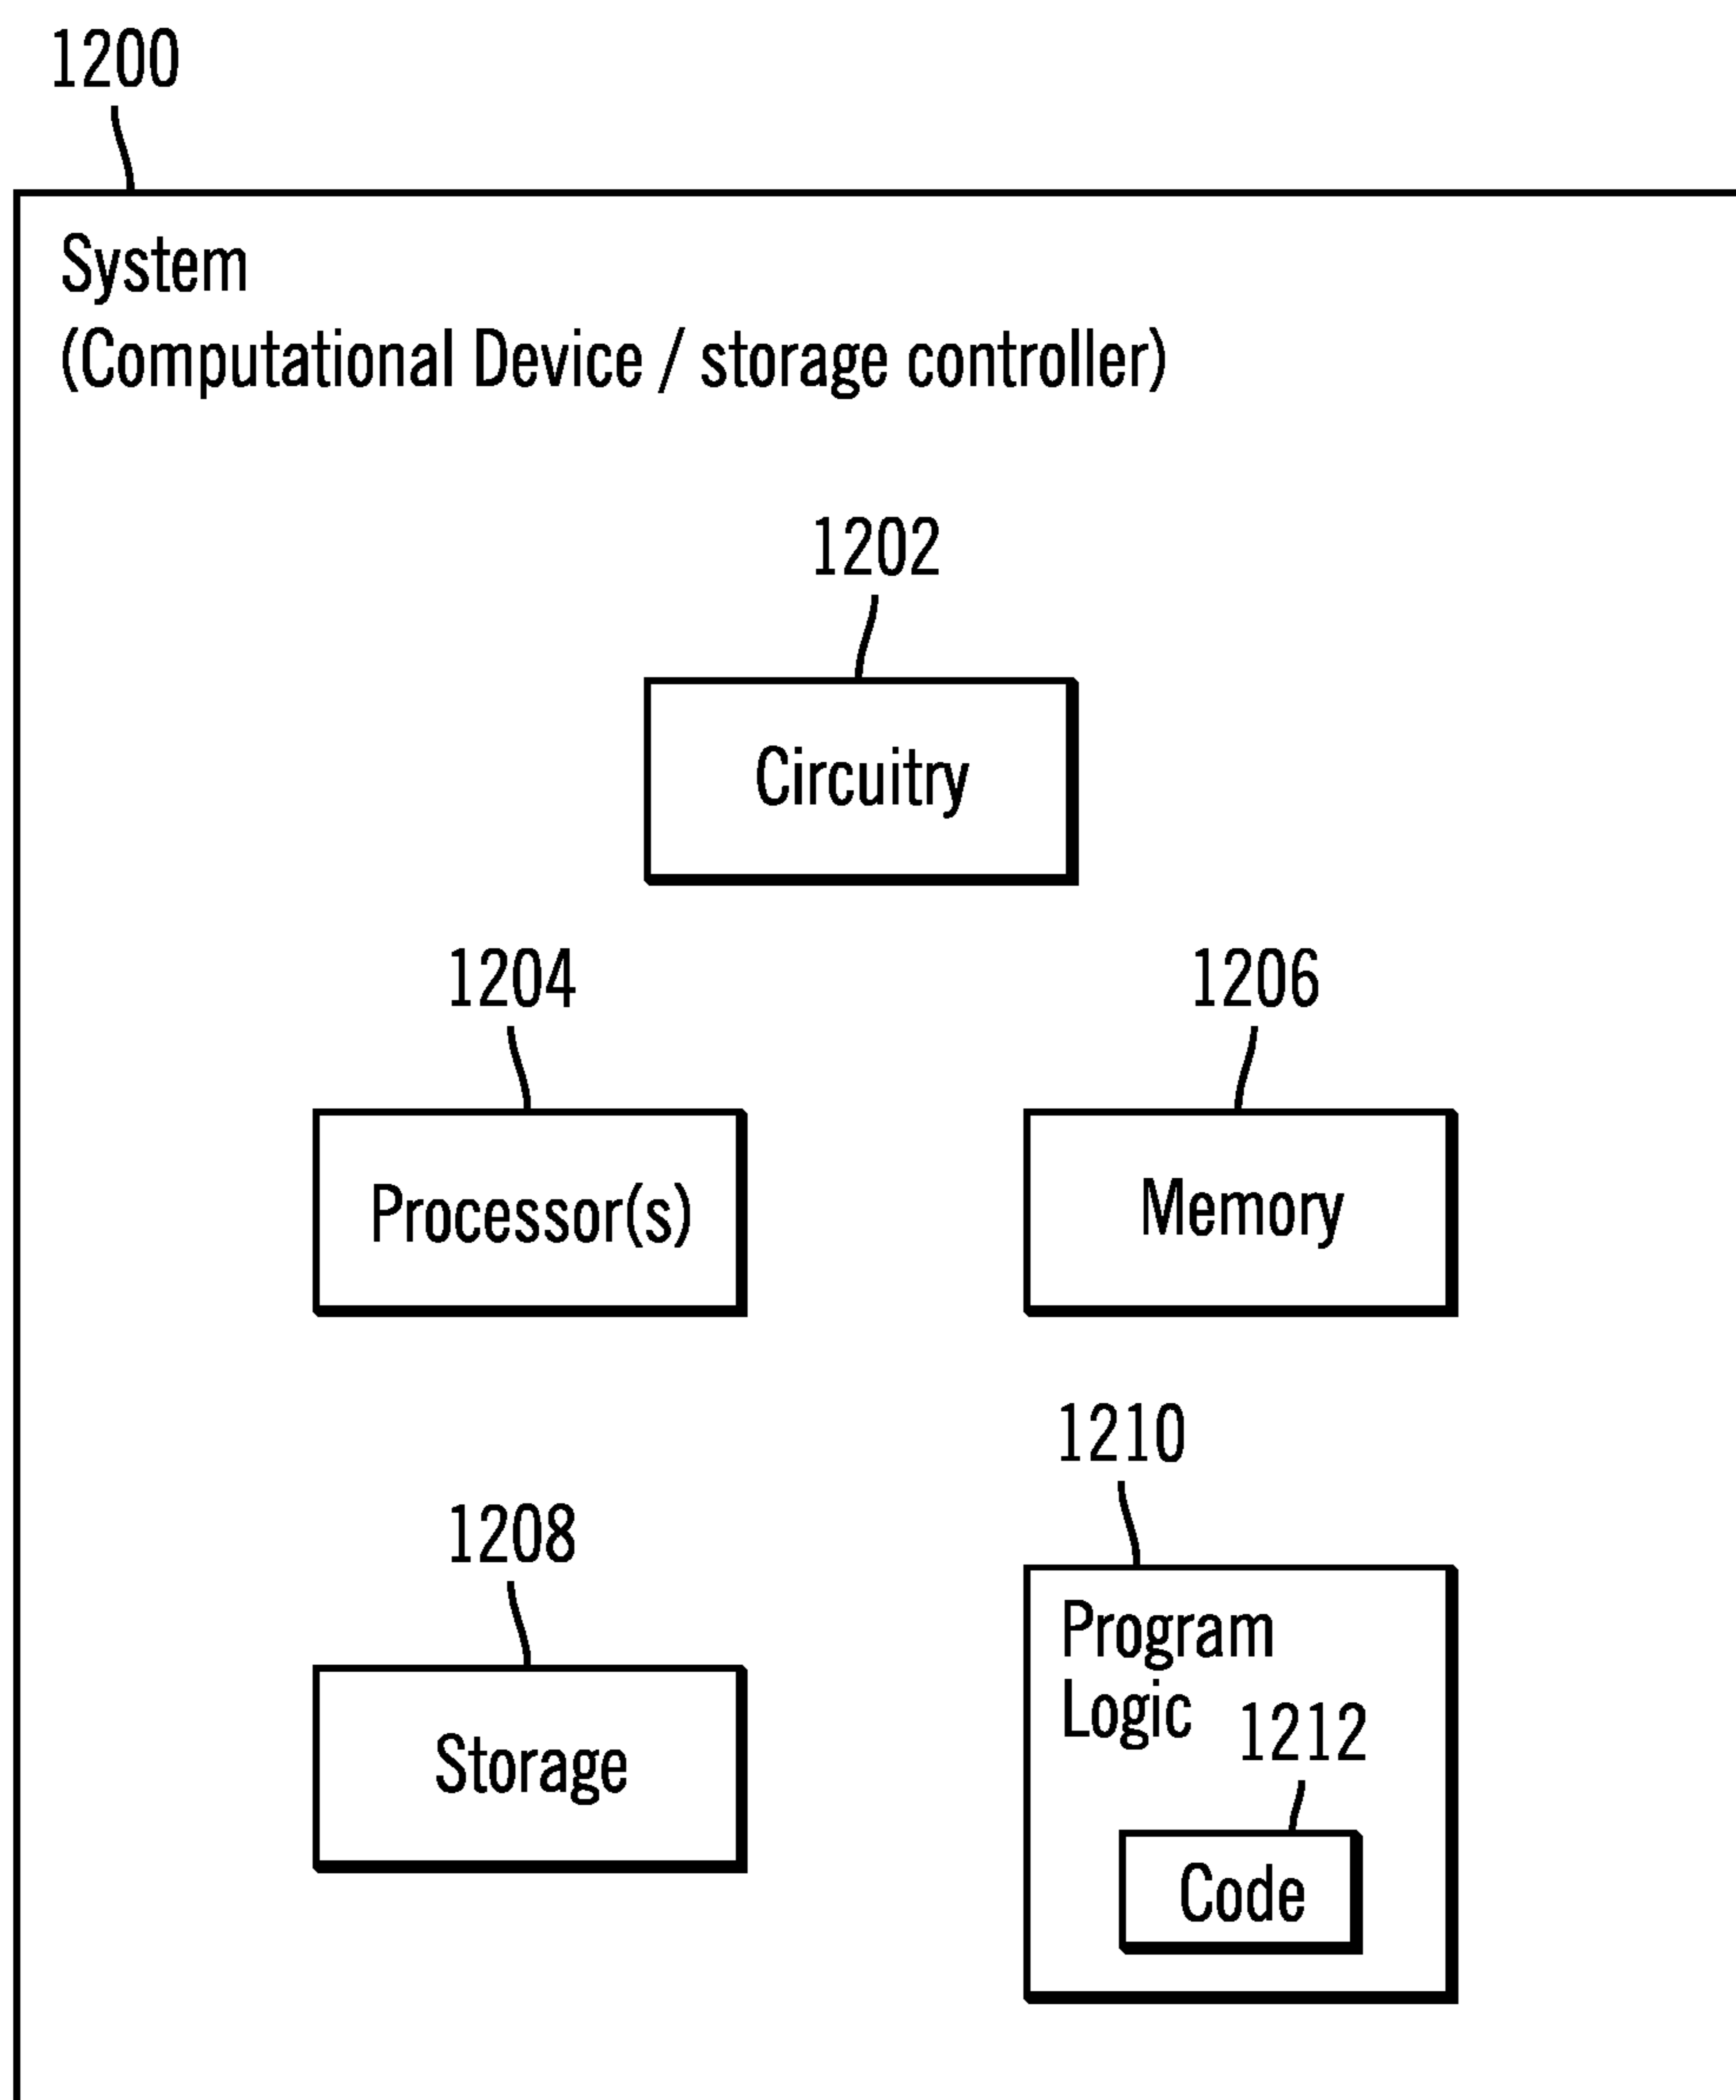 1200
System
(Computational Device / storage controller)
1202
Circuitry
1204
1206
Processor(s)
Memory
1210
1208
Program
Logic
1212
Storage
Code